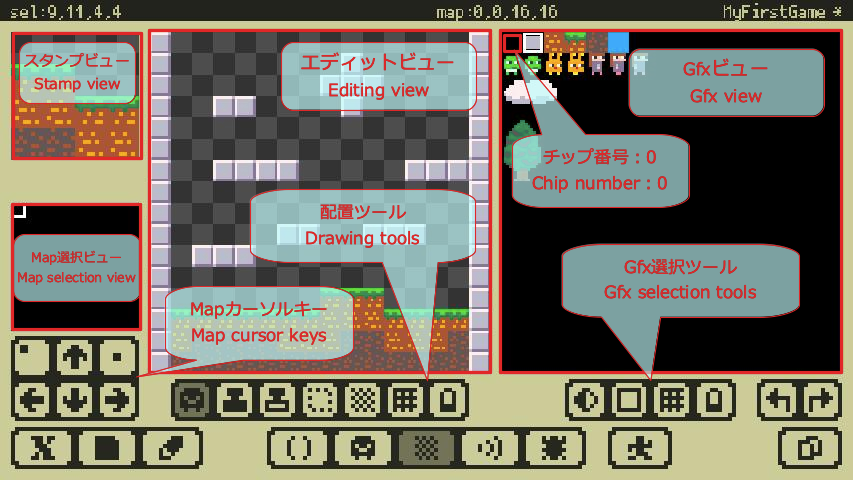 sel:9,11,4,4
map:0,0,16,16
MyFirstGame *
スタンプビュー
Stamp view
エディットビュー
Editing view
Gfxビュー
Gfx view
チップ番号：0
Chip number : 0
配置ツール
Drawing tools
Map選択ビュー
Map selection view
Gfx選択ツール
Gfx selection tools
Mapカーソルキー
Map cursor keys